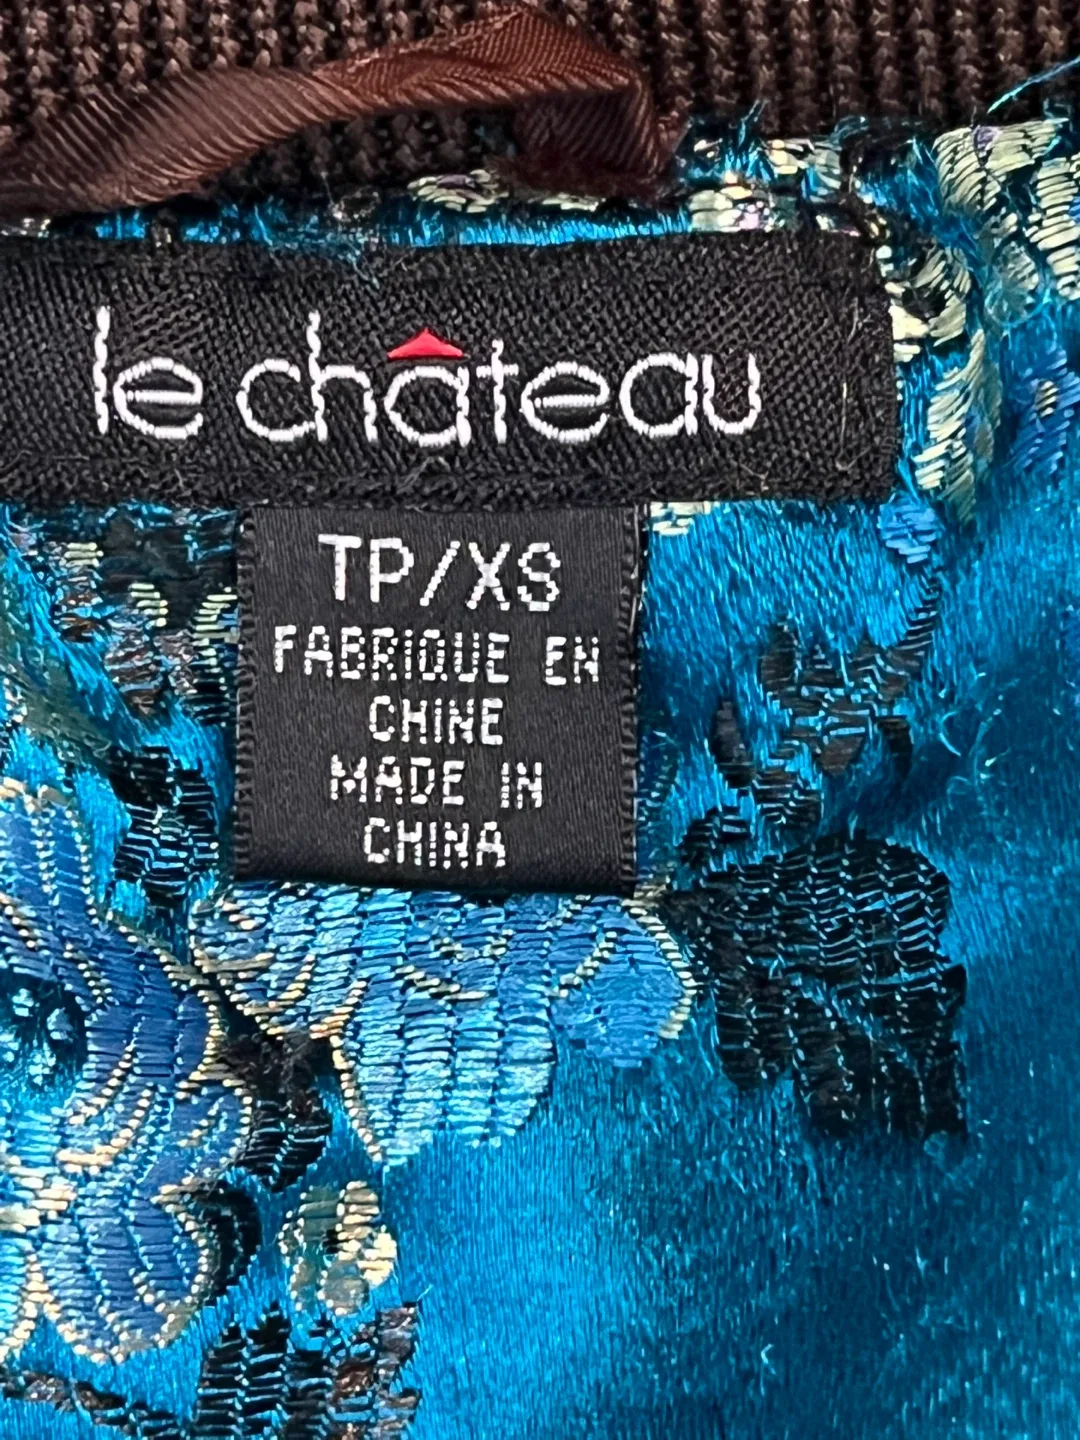 le château
TP/XS
FABRIQUE EN
CHINE
MADE IN
CHINA